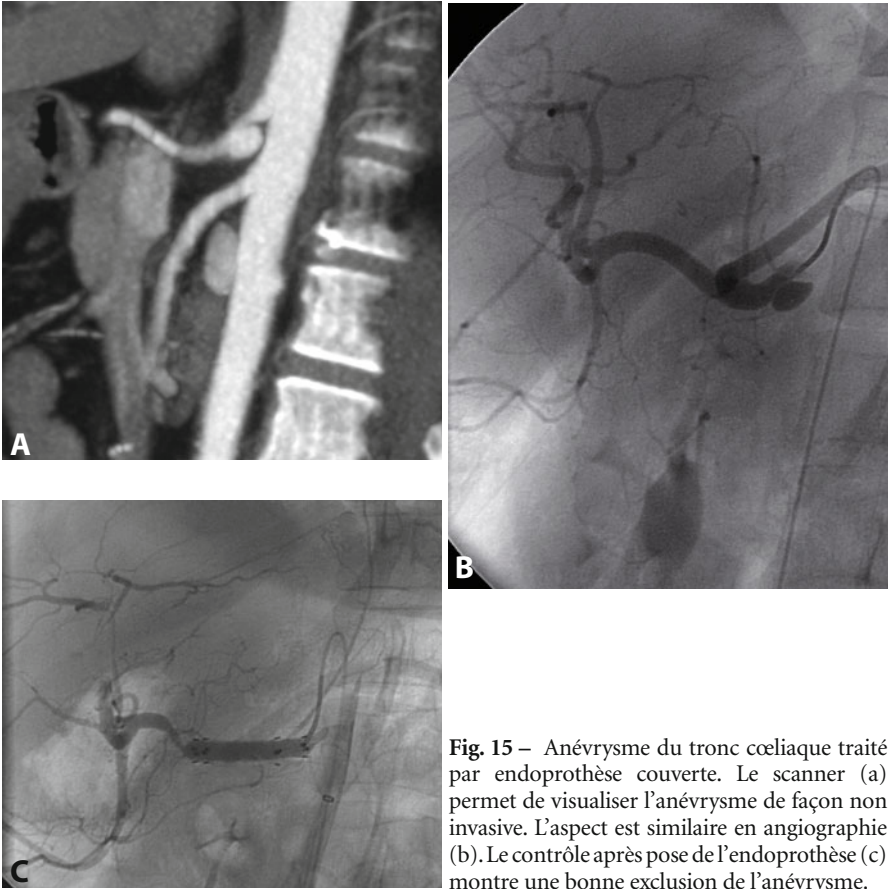 A
B
C
Fig. 15 – Anévrysme du tronc cœliaque traité
par endoprothèse couverte. Le scanner (a)
permet de visualiser l'anévrysme de façon non
invasive. L'aspect est similaire en angiographie
(b). Le contrôle après pose de l'endoprothèse (c)
montre une bonne exclusion de l'anévrysme.